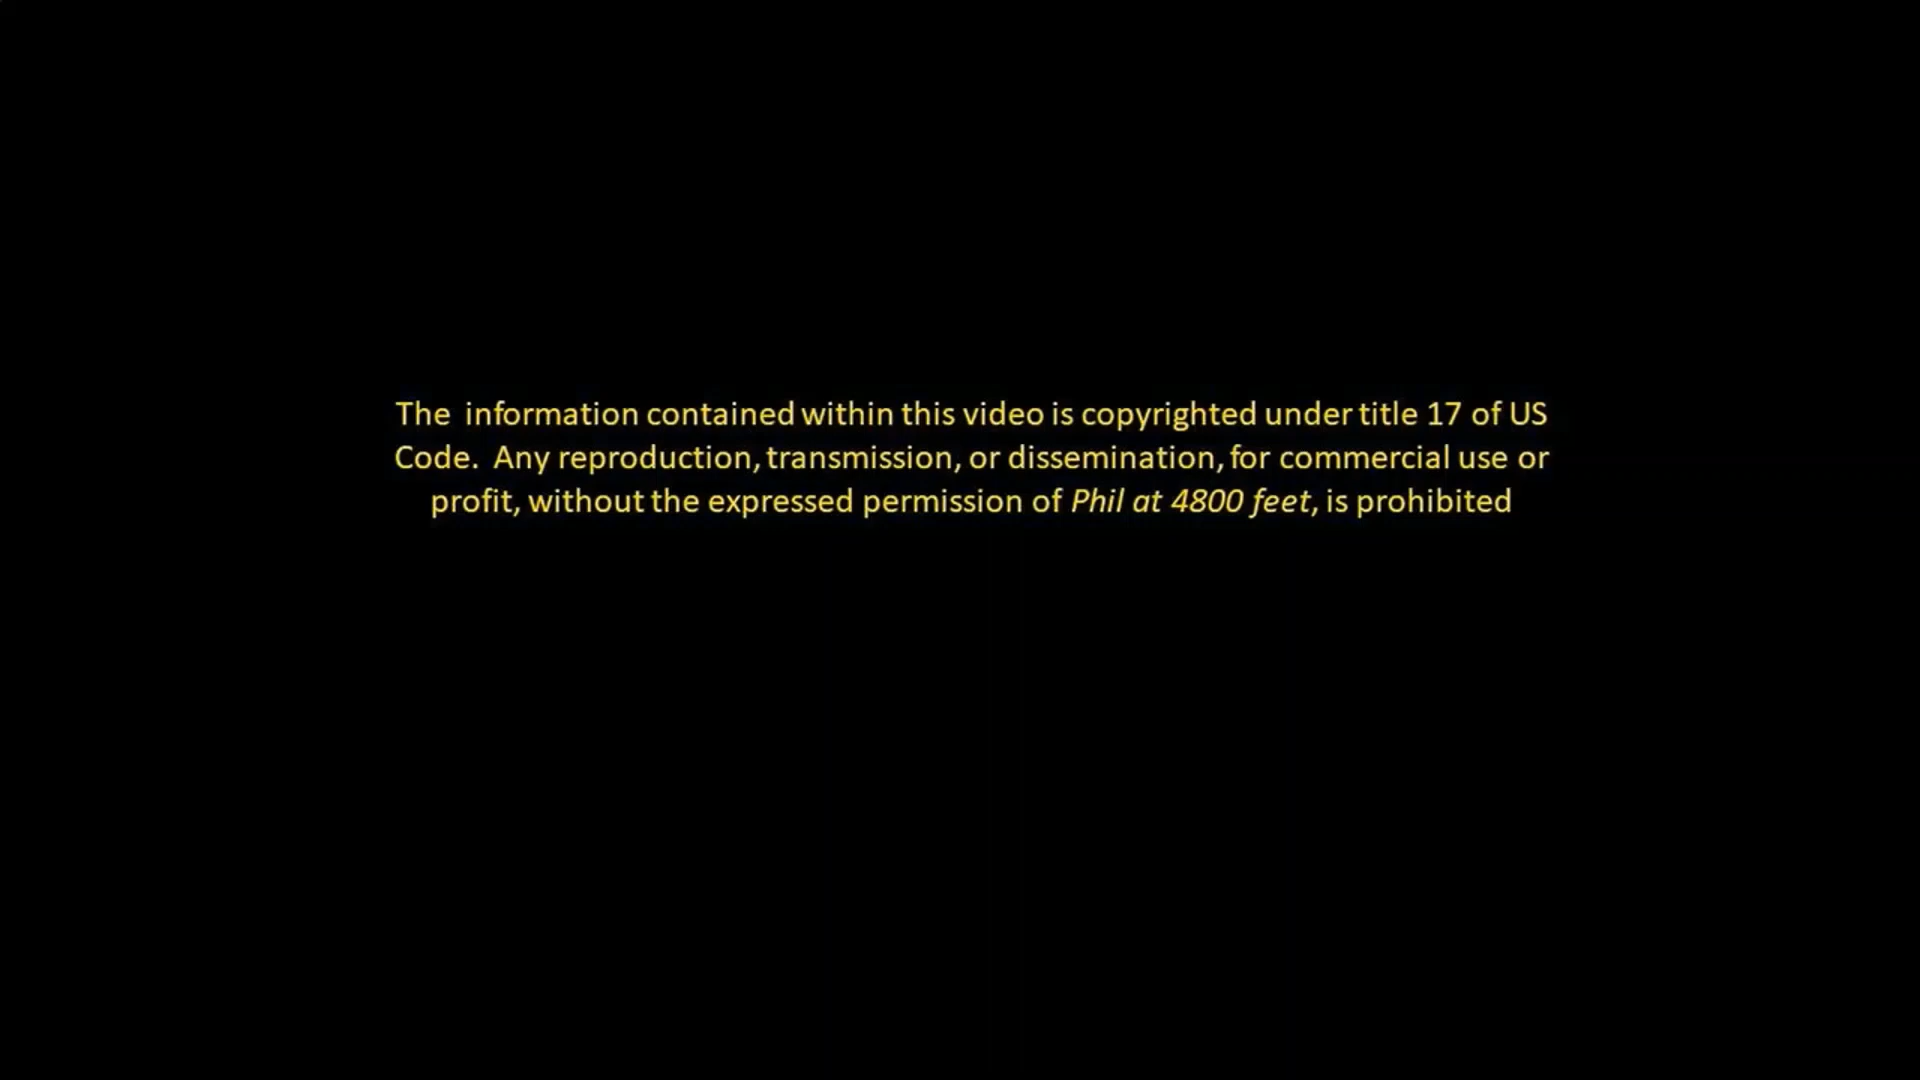 The  information contained within this video is copyrighted under title 17 of US
Code.  Any reproduction, transmission, or dissemination, for commercial use or
profit, without the expressed permission of Phil at 4800 feet, is prohibited